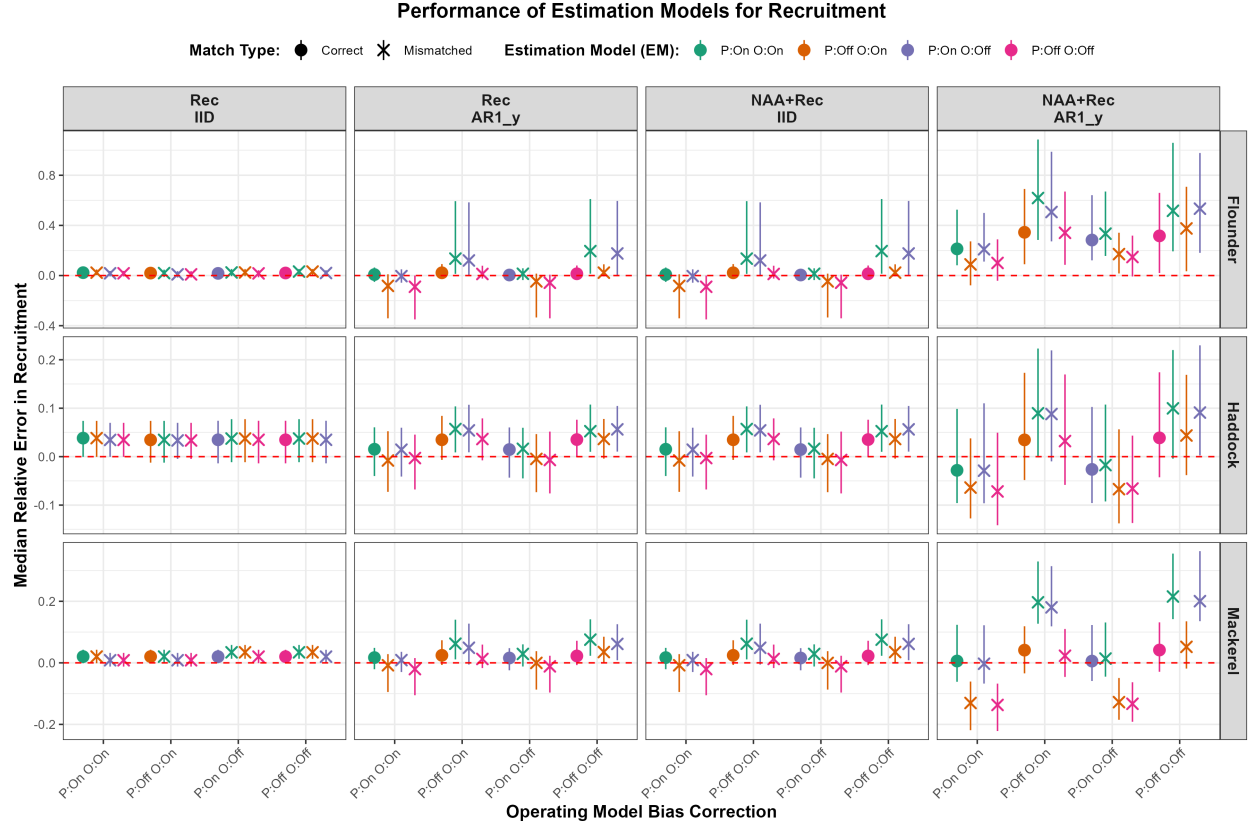 Performance of Estimation Models for Recruitment
Match Type: Correct Mismatched Estimation Model (EM): P:On O:On P:Off O:On P:On O:Off P:Off O:Off
Rec
IID
Rec
AR1_y
NAA+Rec
IID
NAA+Rec
AR1_y
Median Relative Error in Recruitment
0.8
0.4
0.0
-0.4
Flounder
0.2
0.1
0.0
-0.1
Haddock
0.2
0.0
-0.2
Mackerel
P:On O:On P:Off O:On P:On O:Off P:Off O:Off
P:On O:On P:Off O:On P:On O:Off P:Off O:Off
P:On O:On P:Off O:On P:On O:Off P:Off O:Off
P:On O:On P:Off O:On P:On O:Off P:Off O:Off
Operating Model Bias Correction